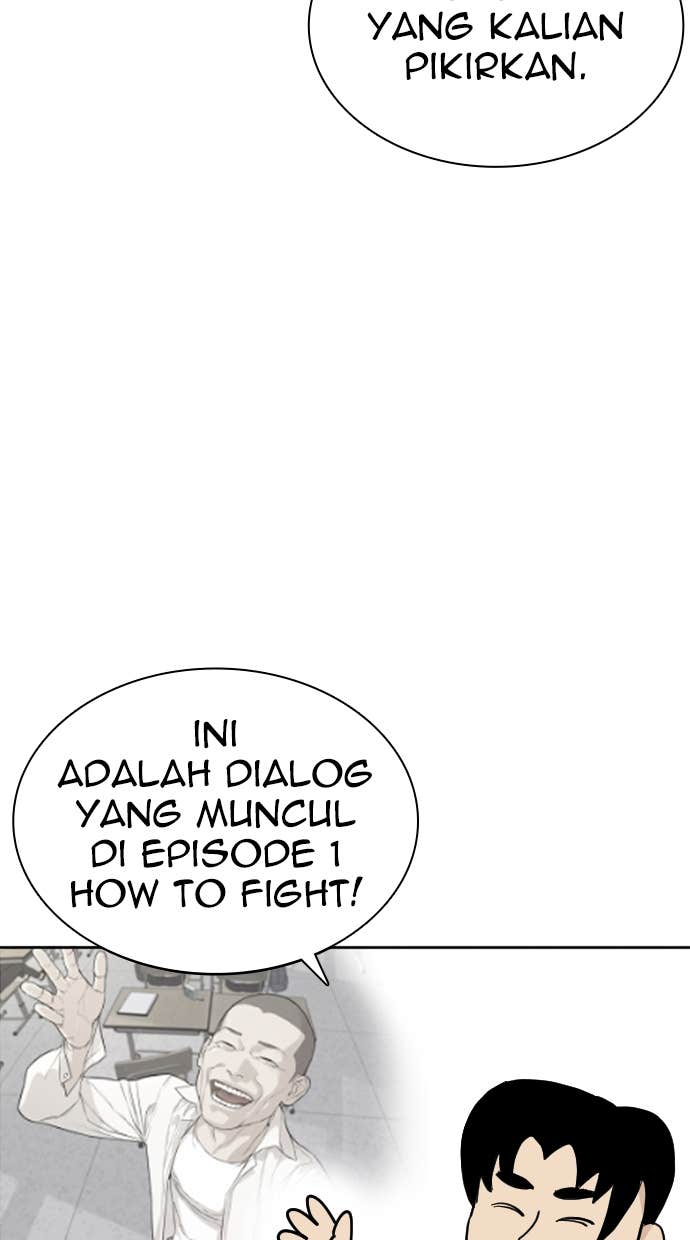 YANG KALIAN
PIKIRKAN.
INI
ADALAH DIALOG
YANG MUNCUL
DI EPISODE 1
HOW TO FIGHT!